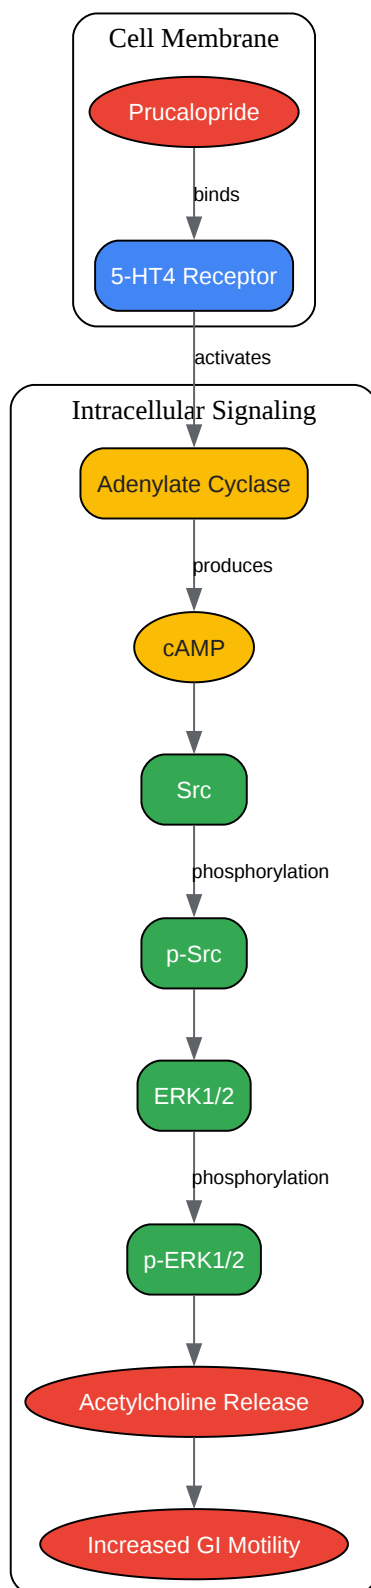 Cell Membrane
Prucalopride
binds
5-HT4 Receptor
activates
Intracellular Signaling
Adenylate Cyclase
produces
cAMP
Src
phosphorylation
p-Src
ERK1/2
phosphorylation
p-ERK1/2
Acetylcholine Release
Increased GI Motility